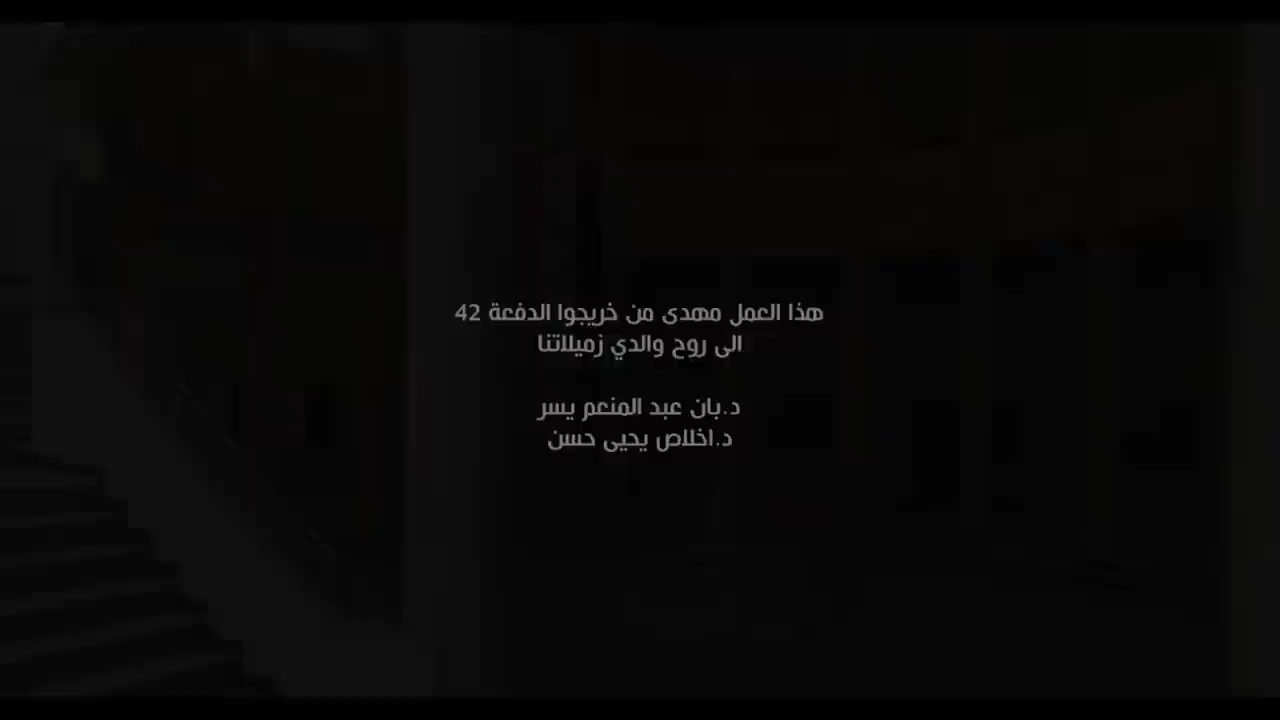 هذا العمل مهدى من خريجوا الدفعة 42
الى روح والدي زميلاتنا
د.بان عبد المنعم يسر
د.اخلاص يحيى حسن